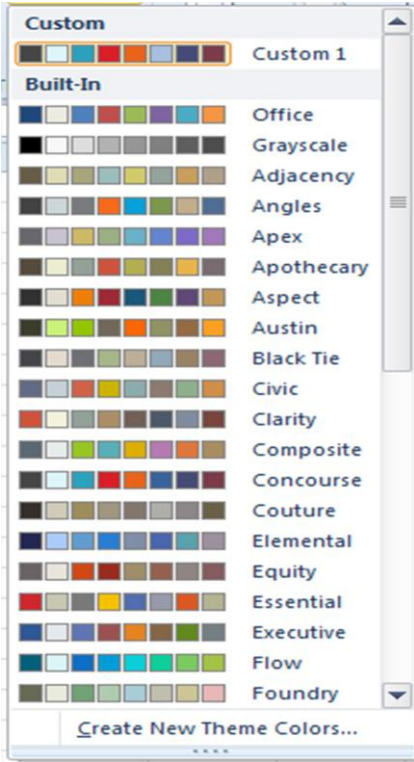 Custom
Custom 1
Built-In
Office
Grayscale
Adjacency
Angles
Apex
Apothecary
Aspect
Austin
Black Tie
Civic
Clarity
Composite
Concourse
Couture
Elemental
Equity
Essential
Executive
Flow
Foundry
Create New Theme Colors...